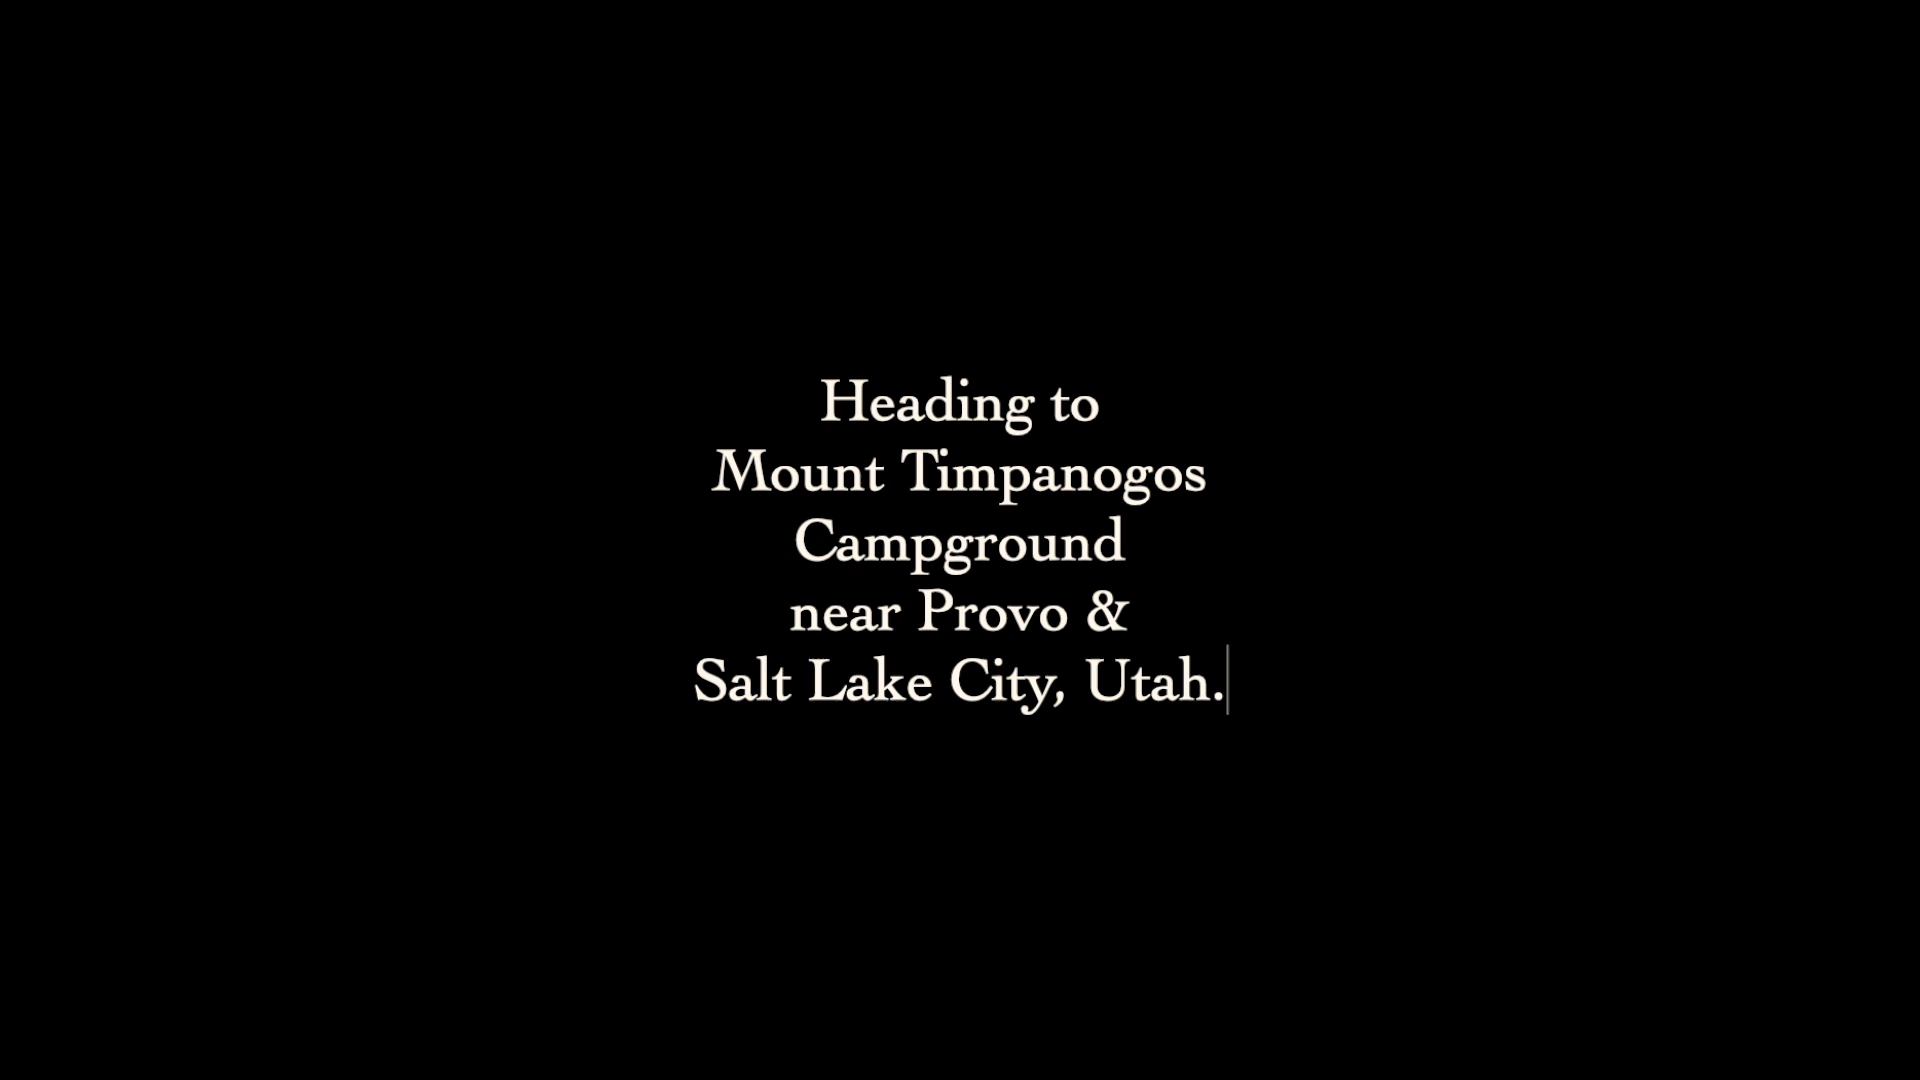 Heading to
Mount Timpanogos
Campground
near Provo &
Salt Lake City, Utah.